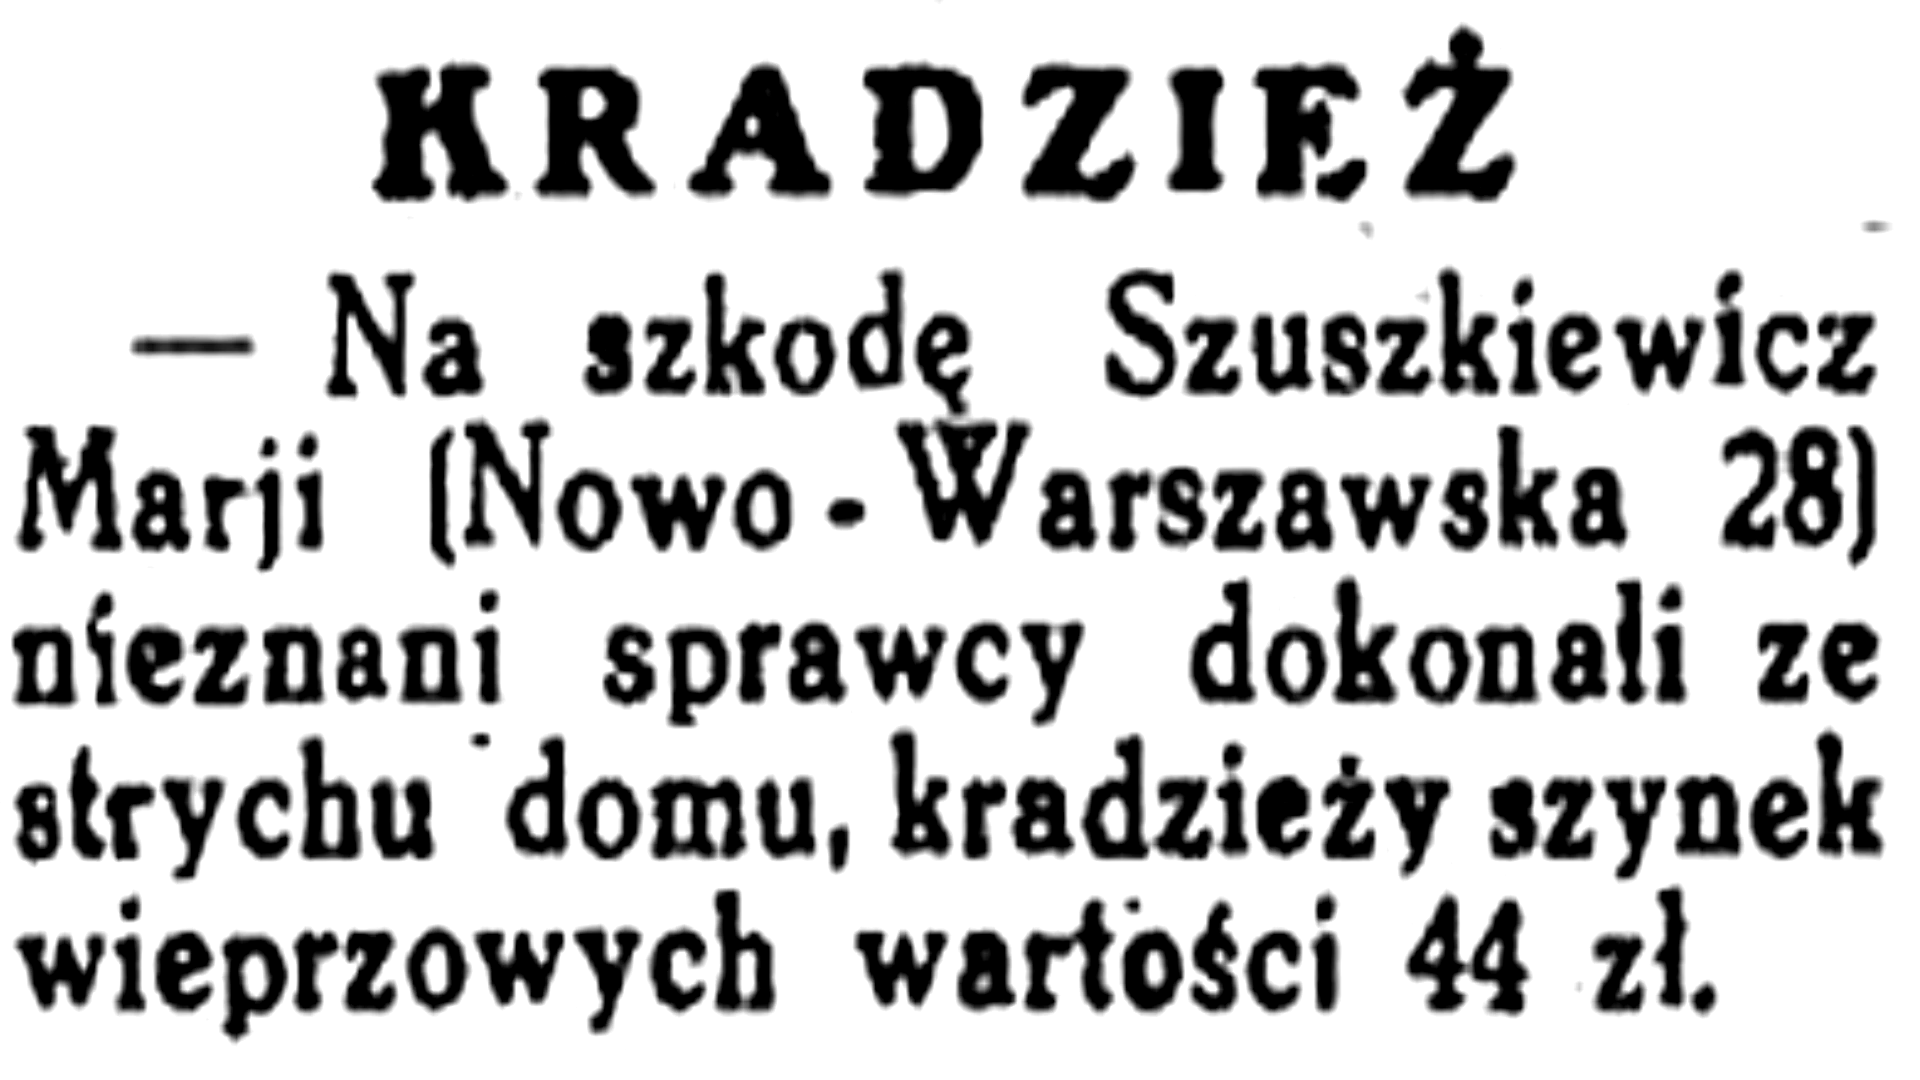 KRADZIEŻ
— Na szkodę Szuszkiewicz
Marji (Nowo - Warszawska 28)
nieznani sprawcy dokonali ze
strychu domu, kradzieży szynek
wieprzowych wartości 44 zł.